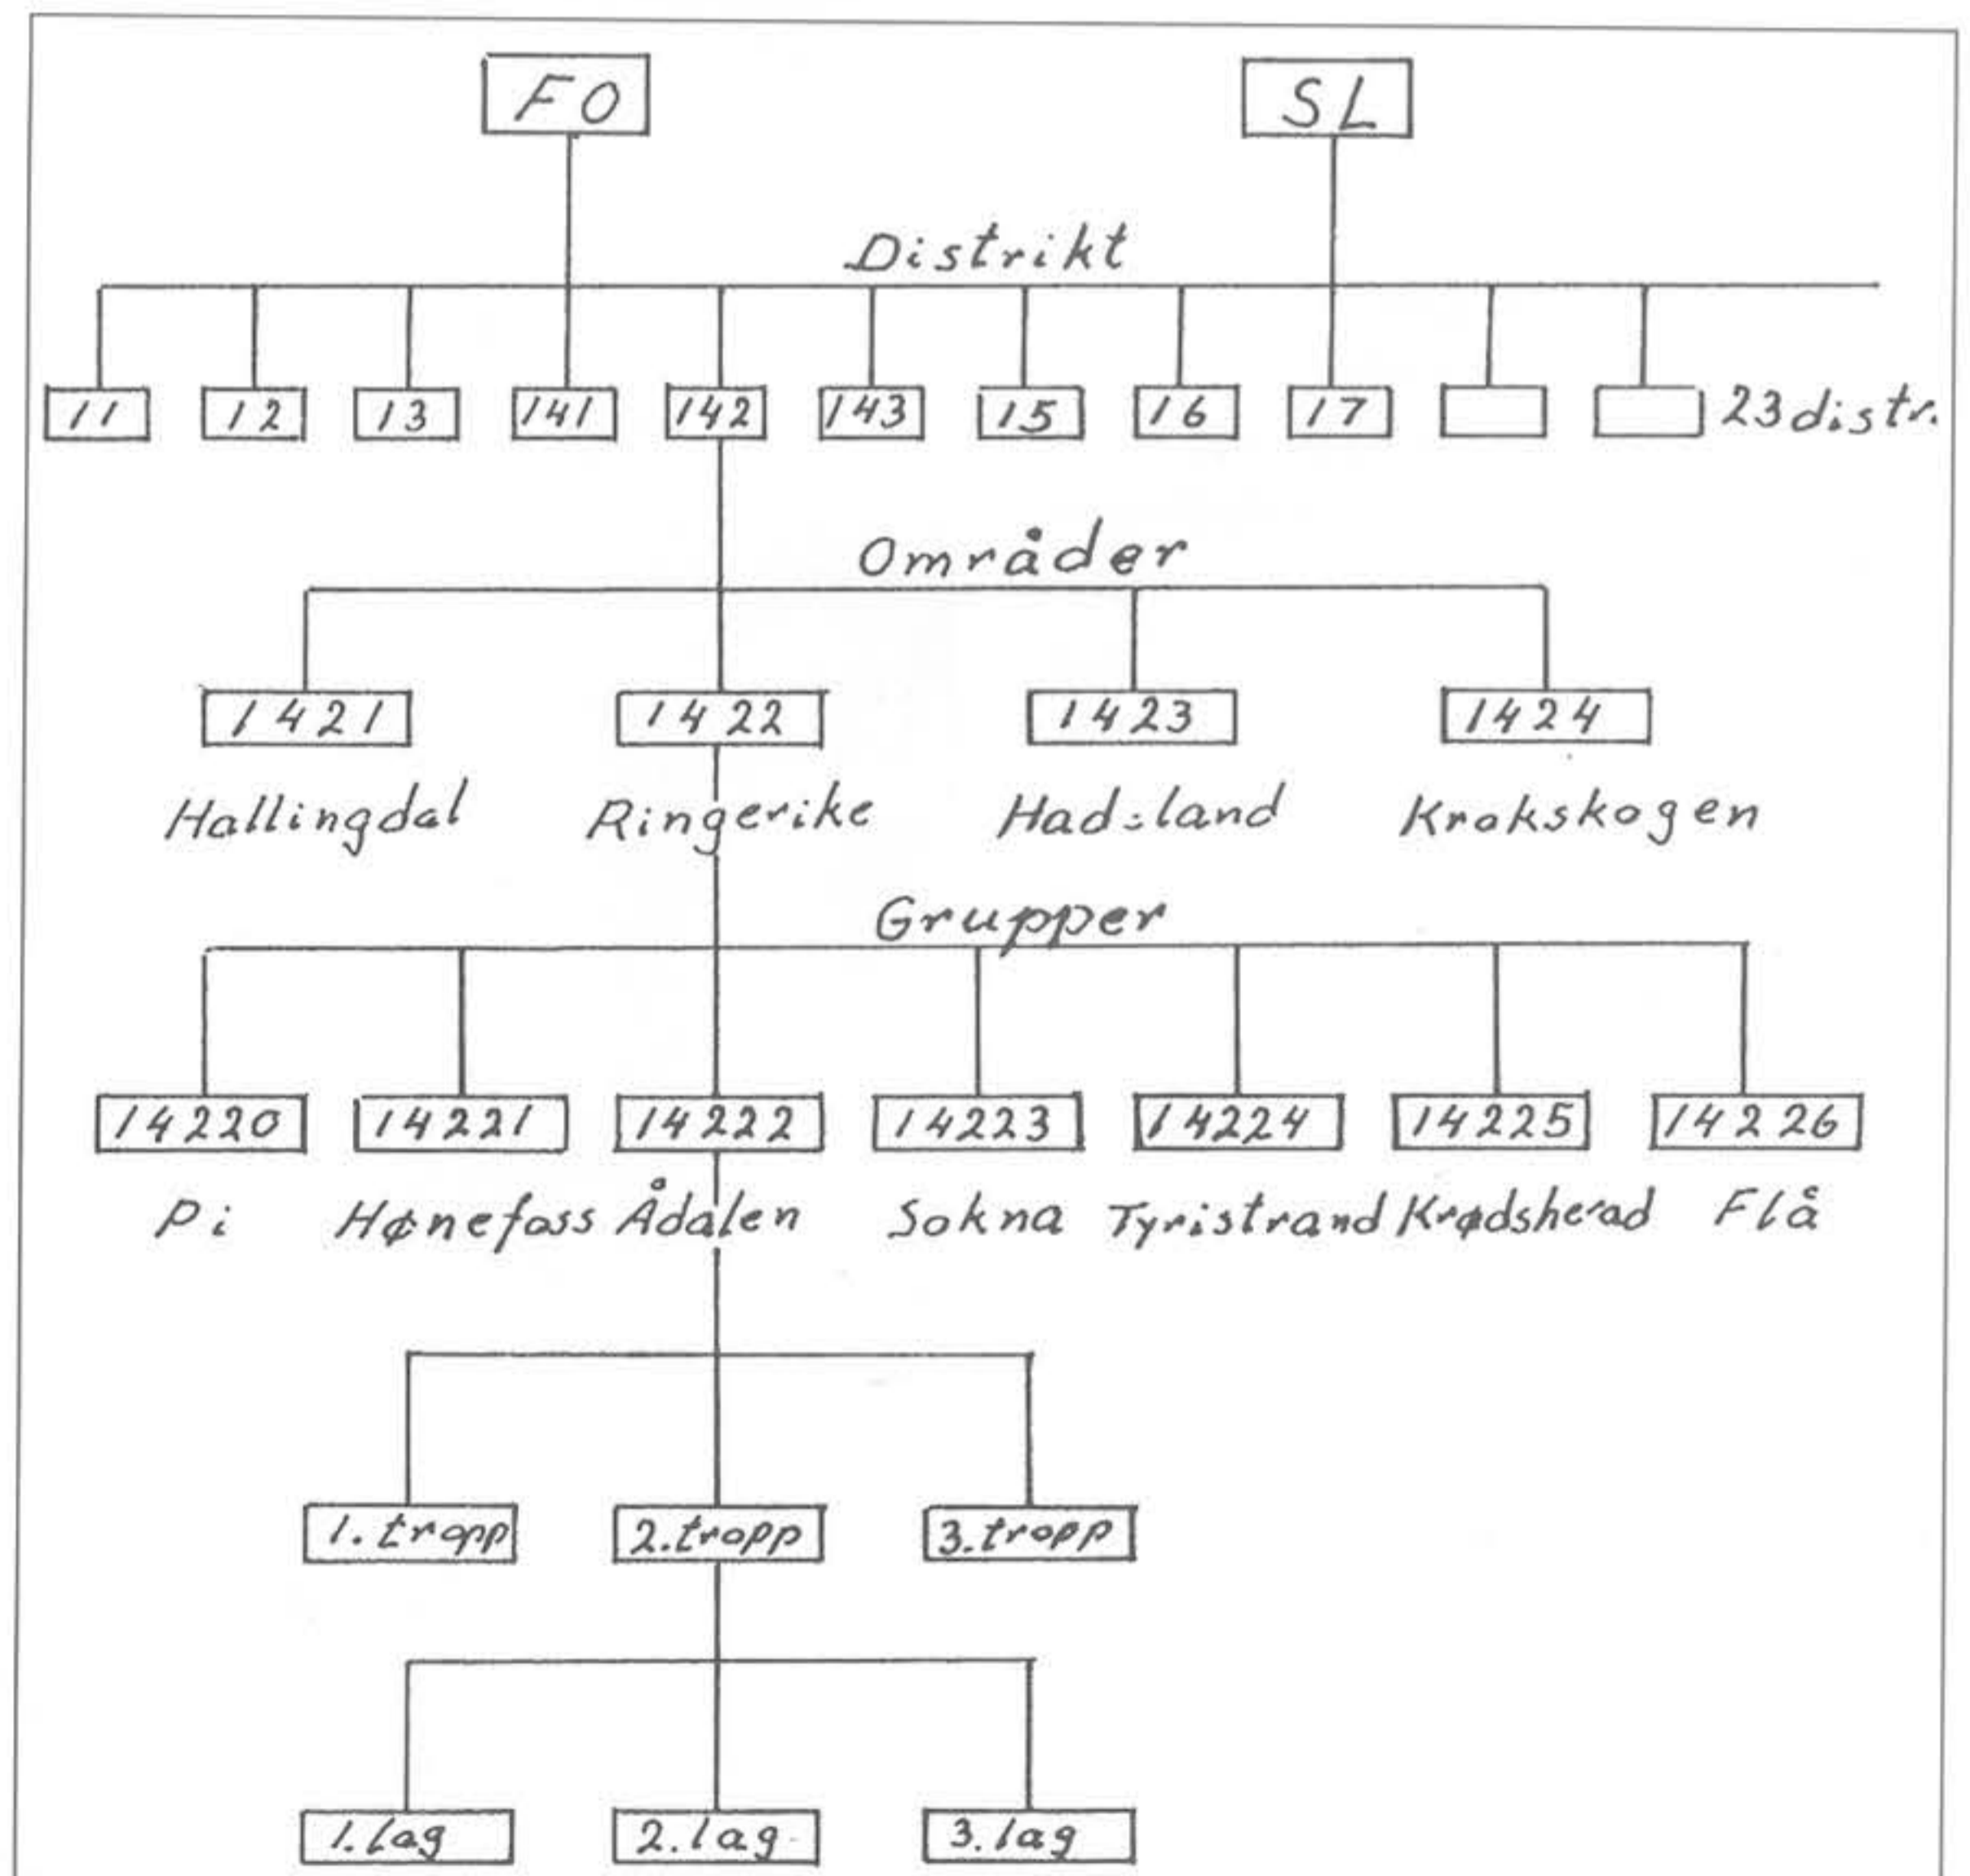 FO SL
Distrikt
11 12 13 141 142 143 15 16 17 23 distr.
Områder
1421 1422 1423 1424
Hallingdal Ringerike Hadeland Krokskogen
Grupper
14220 14221 14222 14223 14224 14225 14226
Pi Hønefoss Ådalen Sokna Tyristrand Krødsherad Flå
1. tropp 2. tropp 3. tropp
1. lag 2. lag 3. lag